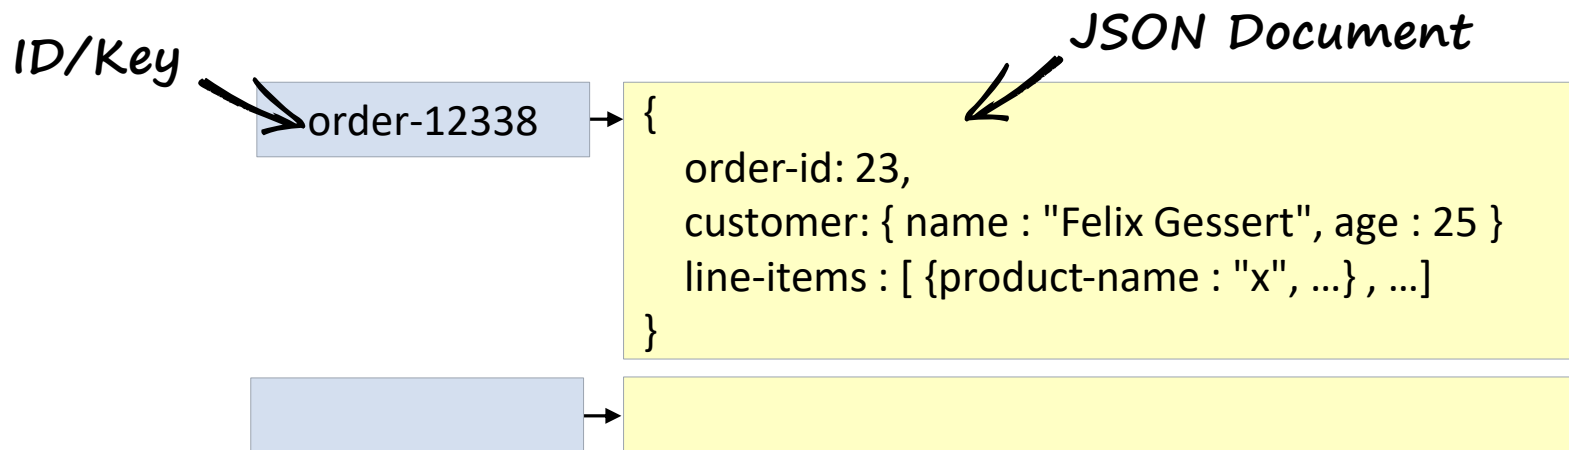 ID/Key
JSON Document
order-12338
{
order-id: 23,
customer: { name : "Felix Gessert", age : 25 }
line-items : [ {product-name : "x", …} , …]
}